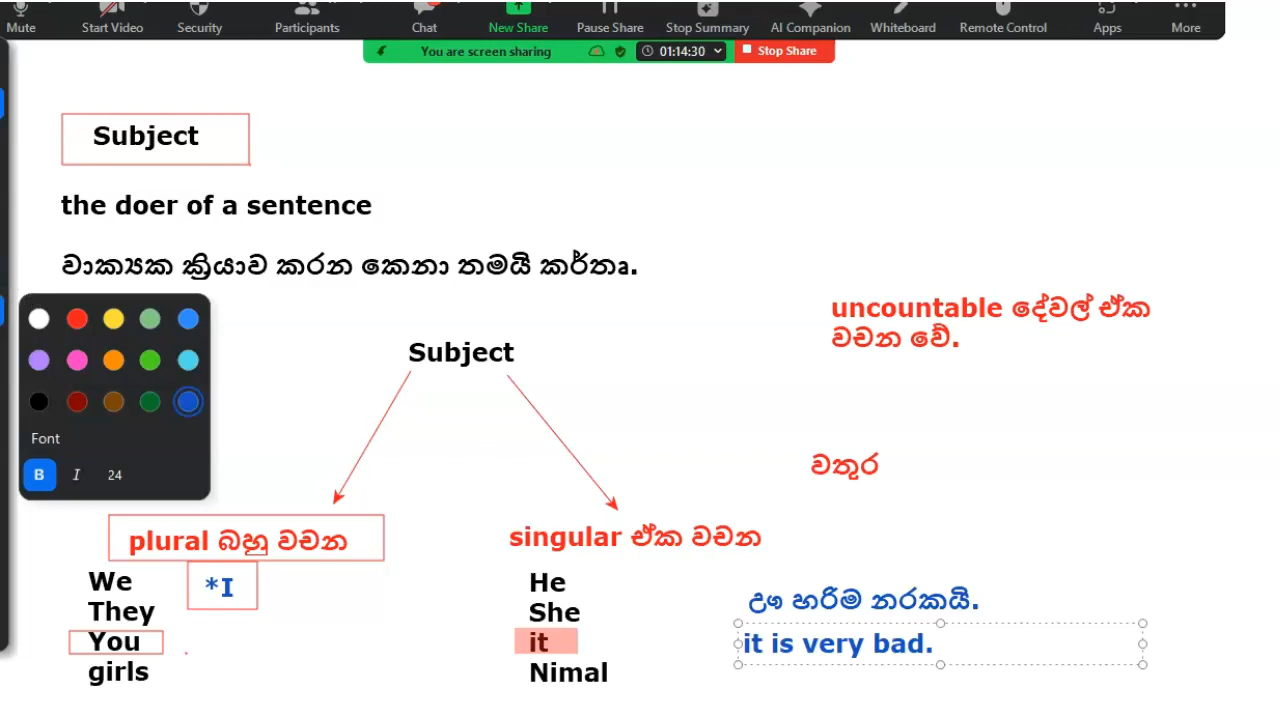 Mute Start Video Security Participants Chat New Share Pause Share Stop Summary AI Companion Whiteboard Remote Control Apps More
You are screen sharing 01:14:30 Stop Share
Subject
the doer of a sentence
වාක්‍යක ක්‍රියාව කරන කෙනා තමයි කර්තෘ.
uncountable දේවල් ඒක
වචන වේ.
Subject
Font
B I 24
වතුර
plural බහු වචන
singular ඒක වචන
We
*I
They
You
girls
He
She
it
Nimal
ඌ හරිම නරකයි.
it is very bad.